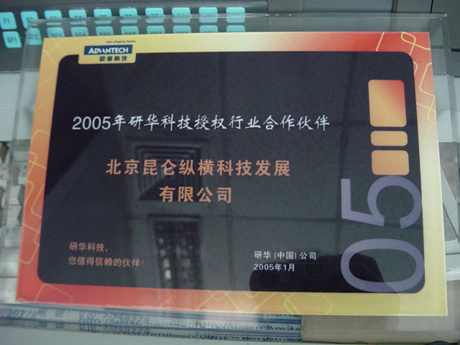 ADVANTECH
研華科技
2005年研华科技授权行业合作伙伴
北京昆仑纵横科技发展
有限公司
05
研华科技,
您值得信赖的伙伴!
研华(中国)公司
2005年1月